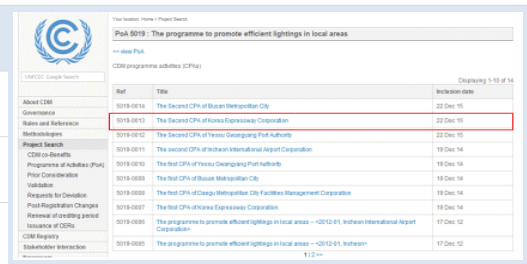 Your location: Home > Project Search
PoA 5019 : The programme to promote efficient lightings in local areas
<< view PoA
CDM programme activities (CPAs)
Displaying 1-10 of 14
UNFCCC Google Search
About CDM
Governance
Rules and Reference
Methodologies
Project Search
CDM co-Benefits
Programme of Activities (PoA)
Prior Consideration
Validation
Requests for Deviation
Post-Registration Changes
Renewal of crediting period
Issuance of CERs
CDM Registry
Stakeholder Interaction
Ref Title Inclusion date
5019-0014 The Second CPA of Busan Metropolitan City 22 Dec 15
5019-0013 The Second CPA of Korea Expressway Corporation 22 Dec 15
5019-0012 The Second CPA of Yeosu Gwangyang Port Authority 22 Dec 15
5019-0011 The second CPA of Incheon International Airport Corporation 19 Dec 14
5019-0010 The first CPA of Yeosu Gwangyang Port Authority 19 Dec 14
5019-0009 The first CPA of Busan Metropolitan City 19 Dec 14
5019-0008 The first CPA of Daegu Metropolitan City Facilities Management Corporation 19 Dec 14
5019-0007 The first CPA of Korea Expressway Corporation 19 Dec 14
5019-0006 The programme to promote efficient lightings in local areas – <2012-01, Incheon International Airport
Corporation> 17 Dec 12
5019-0005 The programme to promote efficient lightings in local areas – <2012-01, Incheon> 17 Dec 12
1 | 2 >>